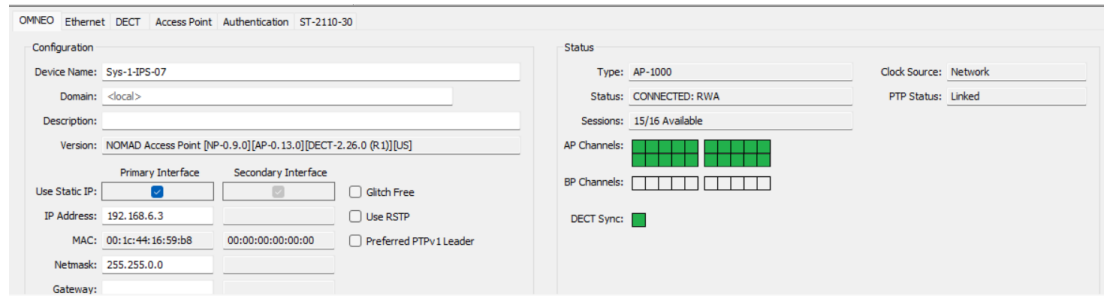 OMNEO Ethernet DECT Access Point Authentication ST-2110-30
Configuration
Device Name: Sys-1-IPS-07
Domain: <local>
Description:
Version: NOMAD Access Point [NP-0.9.0][AP-0.13.0][DECT-2.26.0 (R1)][US]
Primary Interface Secondary Interface
Use Static IP: Glitch Free
IP Address: 192.168.6.3 Use RSTP
MAC: 00:1c:44:16:59:b8 00:00:00:00:00:00 Preferred PTPv1 Leader
Netmask: 255.255.0.0
Gateway:
Status
Type: AP-1000 Clock Source: Network
Status: CONNECTED: RWA PTP Status: Linked
Sessions: 15/16 Available
AP Channels:
BP Channels:
DECT Sync: